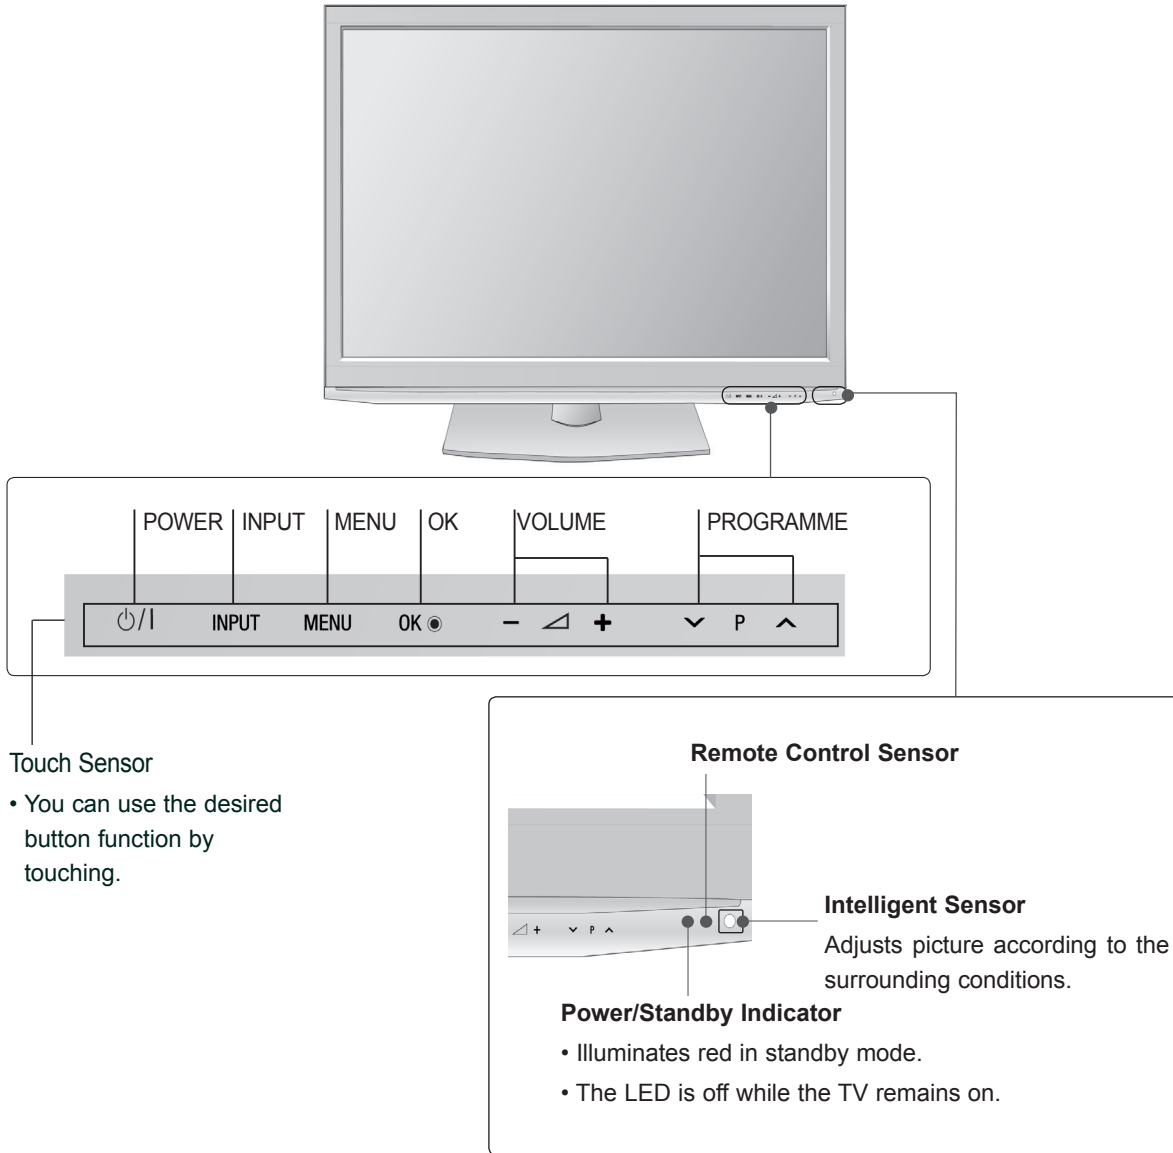 POWER INPUT MENU OK VOLUME PROGRAMME
⏻/I INPUT MENU OK ◉ - + P
Touch Sensor
• You can use the desired
button function by
touching.
Remote Control Sensor
+ P
Intelligent Sensor
Adjusts picture according to the
surrounding conditions.
Power/Standby Indicator
• Illuminates red in standby mode.
• The LED is off while the TV remains on.